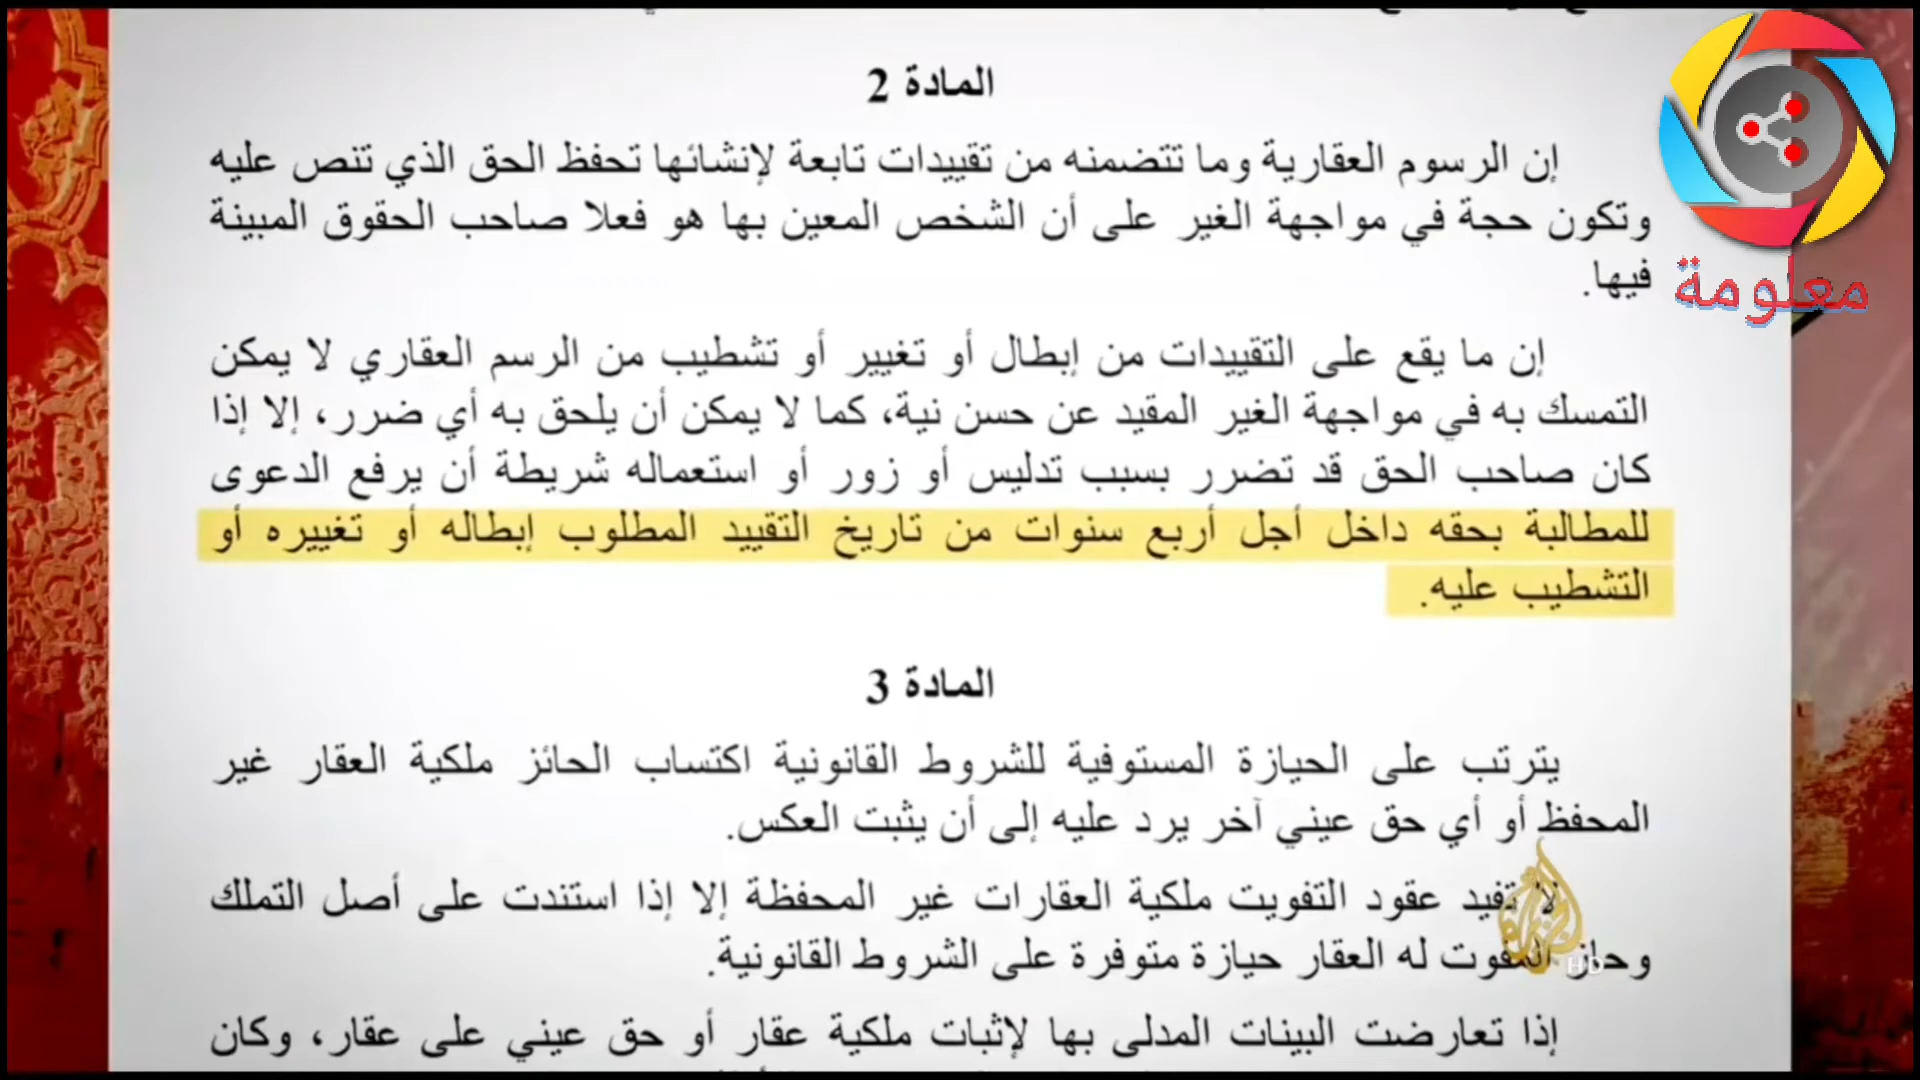 المادة 2
إن الرسوم العقارية وما تتضمنه من تقييدات تابعة لإنشائها تحفظ الحق الذي تنص عليه
وتكون حجة في مواجهة الغير على أن الشخص المعين بها هو فعلا صاحب الحقوق المبينة
فيها.
معلومة
إن ما يقع على التقييدات من إبطال أو تغيير أو تشطيب من الرسم العقاري لا يمكن
التمسك به في مواجهة الغير المقيد عن حسن نية، كما لا يمكن أن يلحق به أي ضرر، إلا إذا
كان صاحب الحق قد تضرر بسبب تدليس أو زور أو استعماله شريطة أن يرفع الدعوى
للمطالبة بحقه داخل أجل أربع سنوات من تاريخ التقييد المطلوب إبطاله أو تغييره أو
التشطيب عليه.
المادة 3
يترتب على الحيازة المستوفية للشروط القانونية اكتساب الحائز ملكية العقار غير
المحفظ أو أي حق عيني آخر يرد عليه إلى أن يثبت العكس.
لا تفيد عقود التفويت ملكية العقارات غير المحفظة إلا إذا استندت على أصل التملك
وحاز المفوت له العقار حيازة متوفرة على الشروط القانونية.
HD
إذا تعارضت البينات المدلى بها لإثبات ملكية عقار أو حق عيني على عقار، وكان